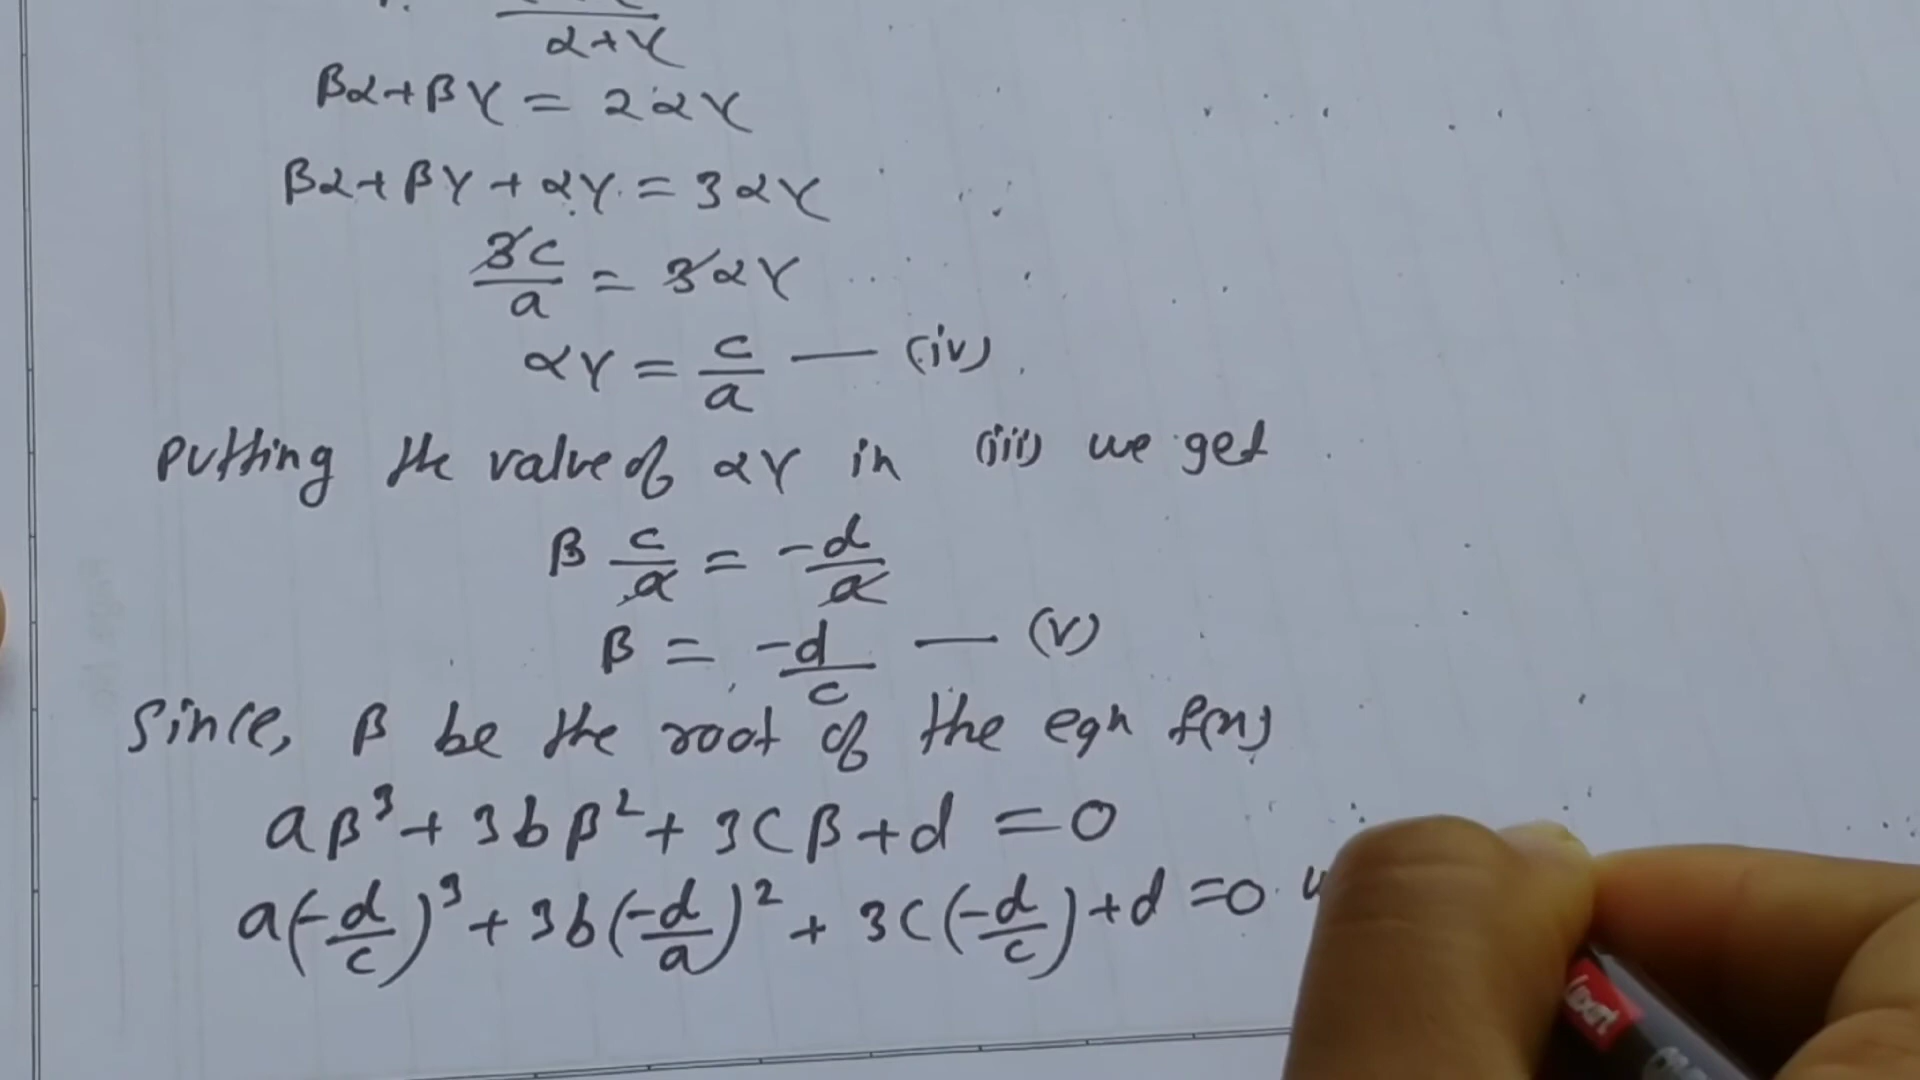 α+γ
βα+βγ = 2αγ
βα+βγ+αγ = 3αγ
3c/a = 3αγ
αγ = c/a — (iv)
putting the value of αγ in (iii) we get
β c/a = -d/a
β = -d/c — (v)
Since, β be the root of the eqn f(n)
aβ³+3bβ²+3cβ+d =0
a(-d/c)³+3b(-d/a)²+3c(-d/c)+d =0